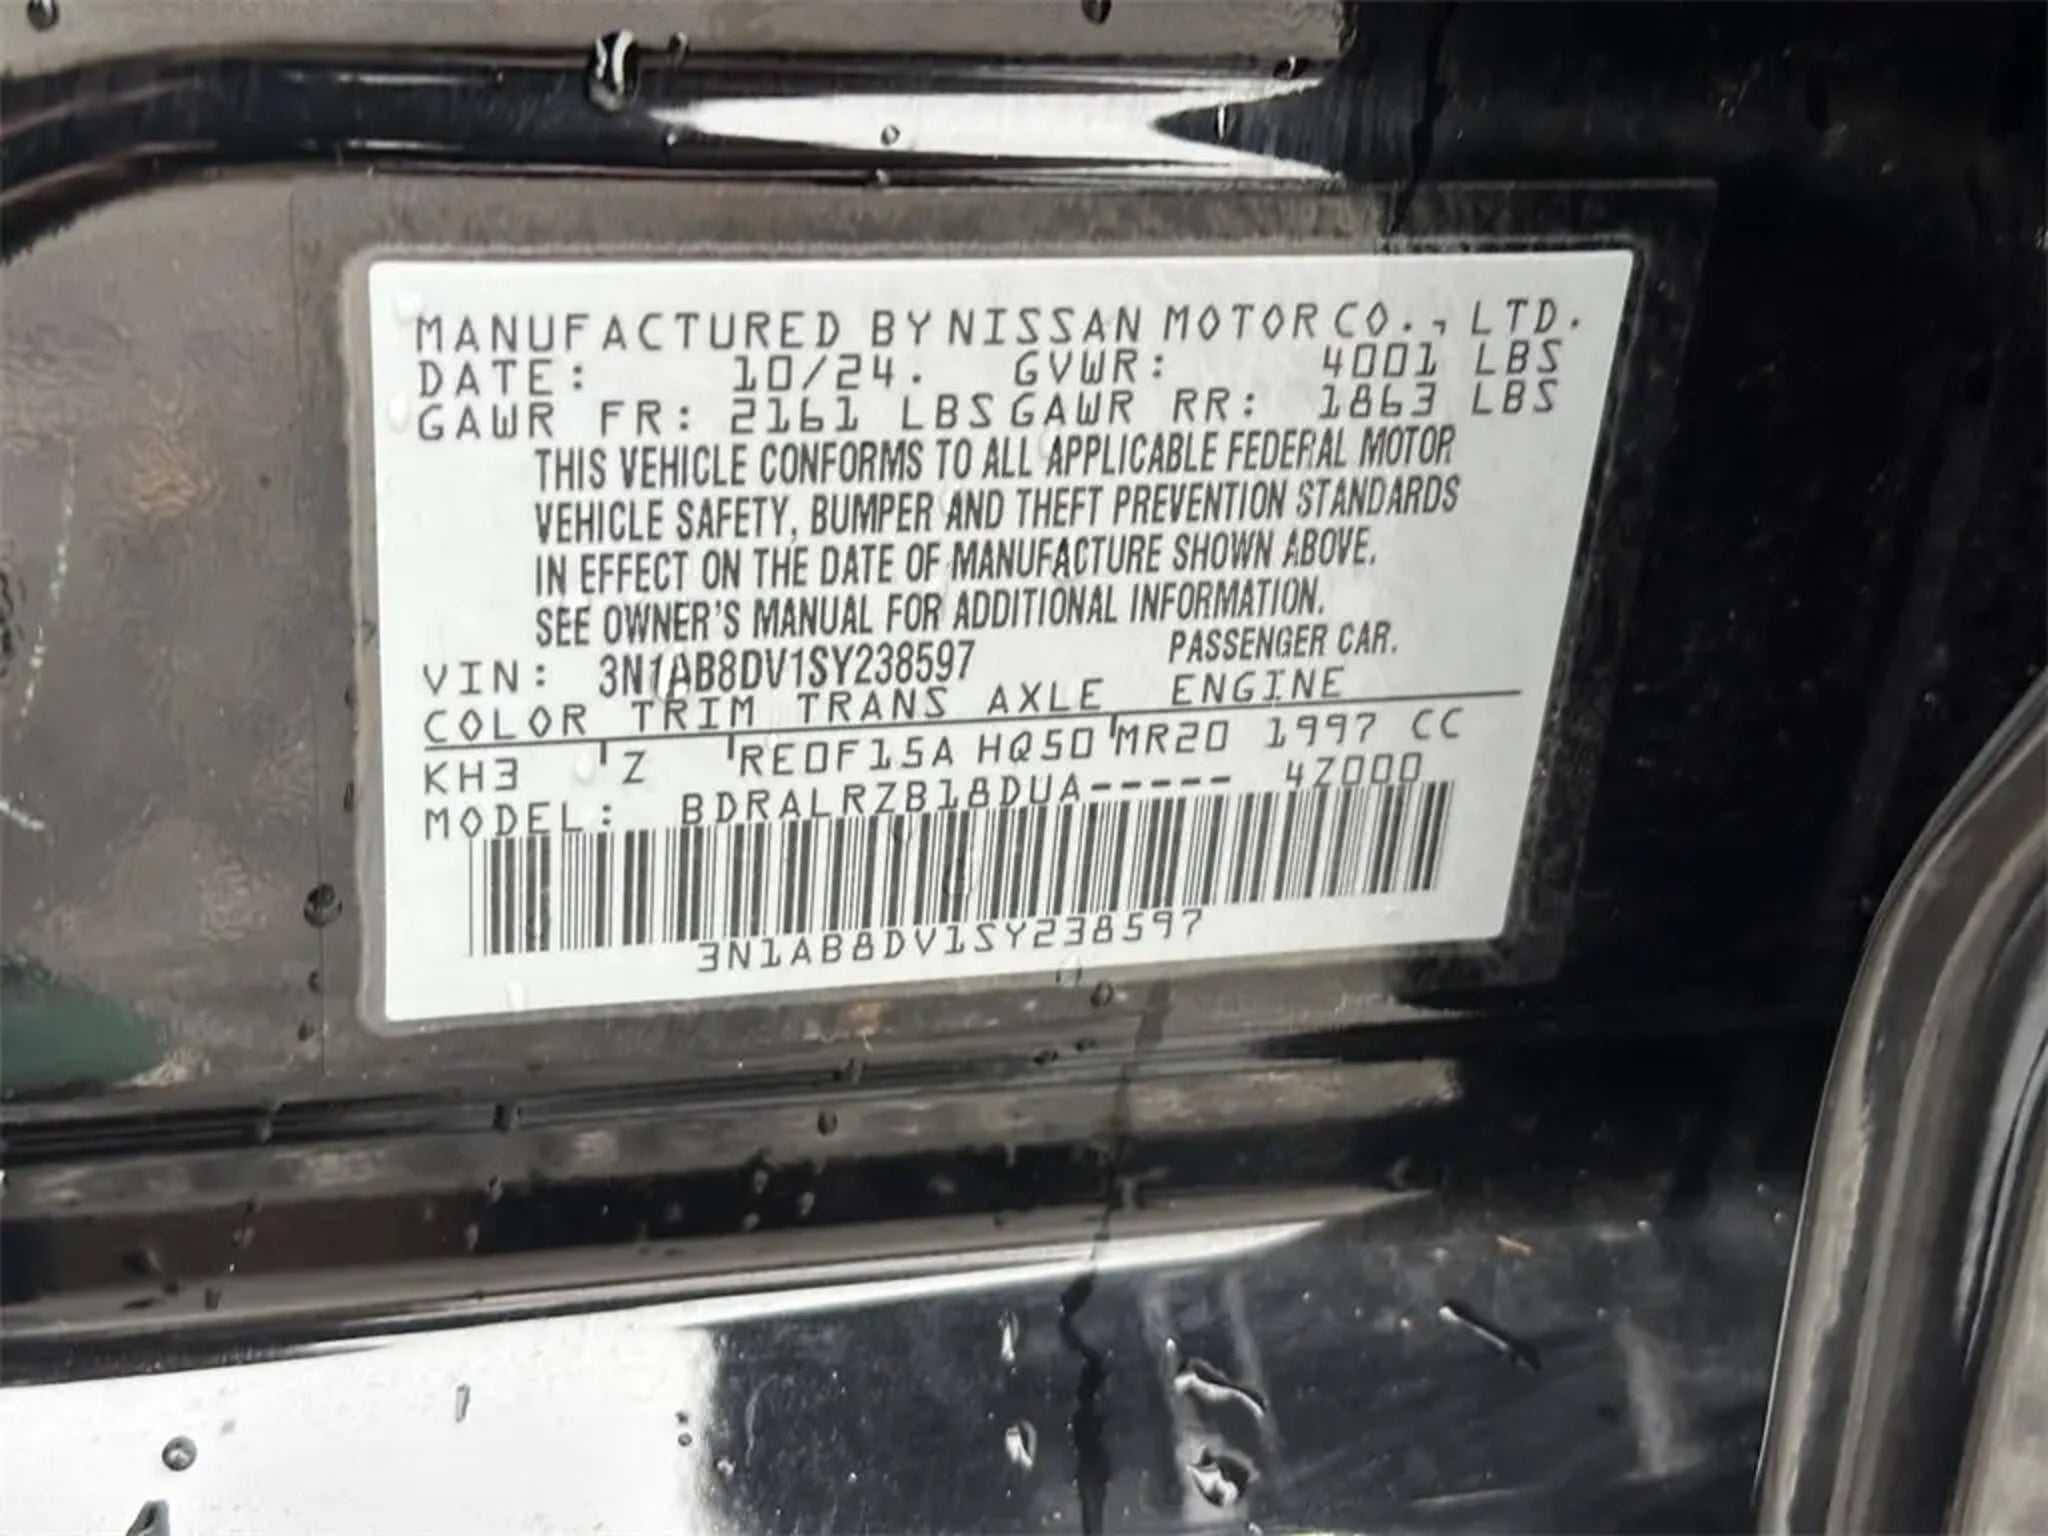 MANUFACTURED BY NISSAN MOTOR CO., LTD.
DATE: 10/24. GVWR: 4001 LBS
GAWR FR: 2161 LBS GAWR RR: 1863 LBS
THIS VEHICLE CONFORMS TO ALL APPLICABLE FEDERAL MOTOR
VEHICLE SAFETY, BUMPER AND THEFT PREVENTION STANDARDS
IN EFFECT ON THE DATE OF MANUFACTURE SHOWN ABOVE.
SEE OWNER'S MANUAL FOR ADDITIONAL INFORMATION.
VIN: 3N1AB8DV1SY238597 PASSENGER CAR.
COLOR TRIM TRANS AXLE ENGINE
KH3 Z RE0F15A HQ50 MR20 1997 CC
MODEL: BDRALRZB18DUA----- 4Z000
3N1AB8DV1SY238597